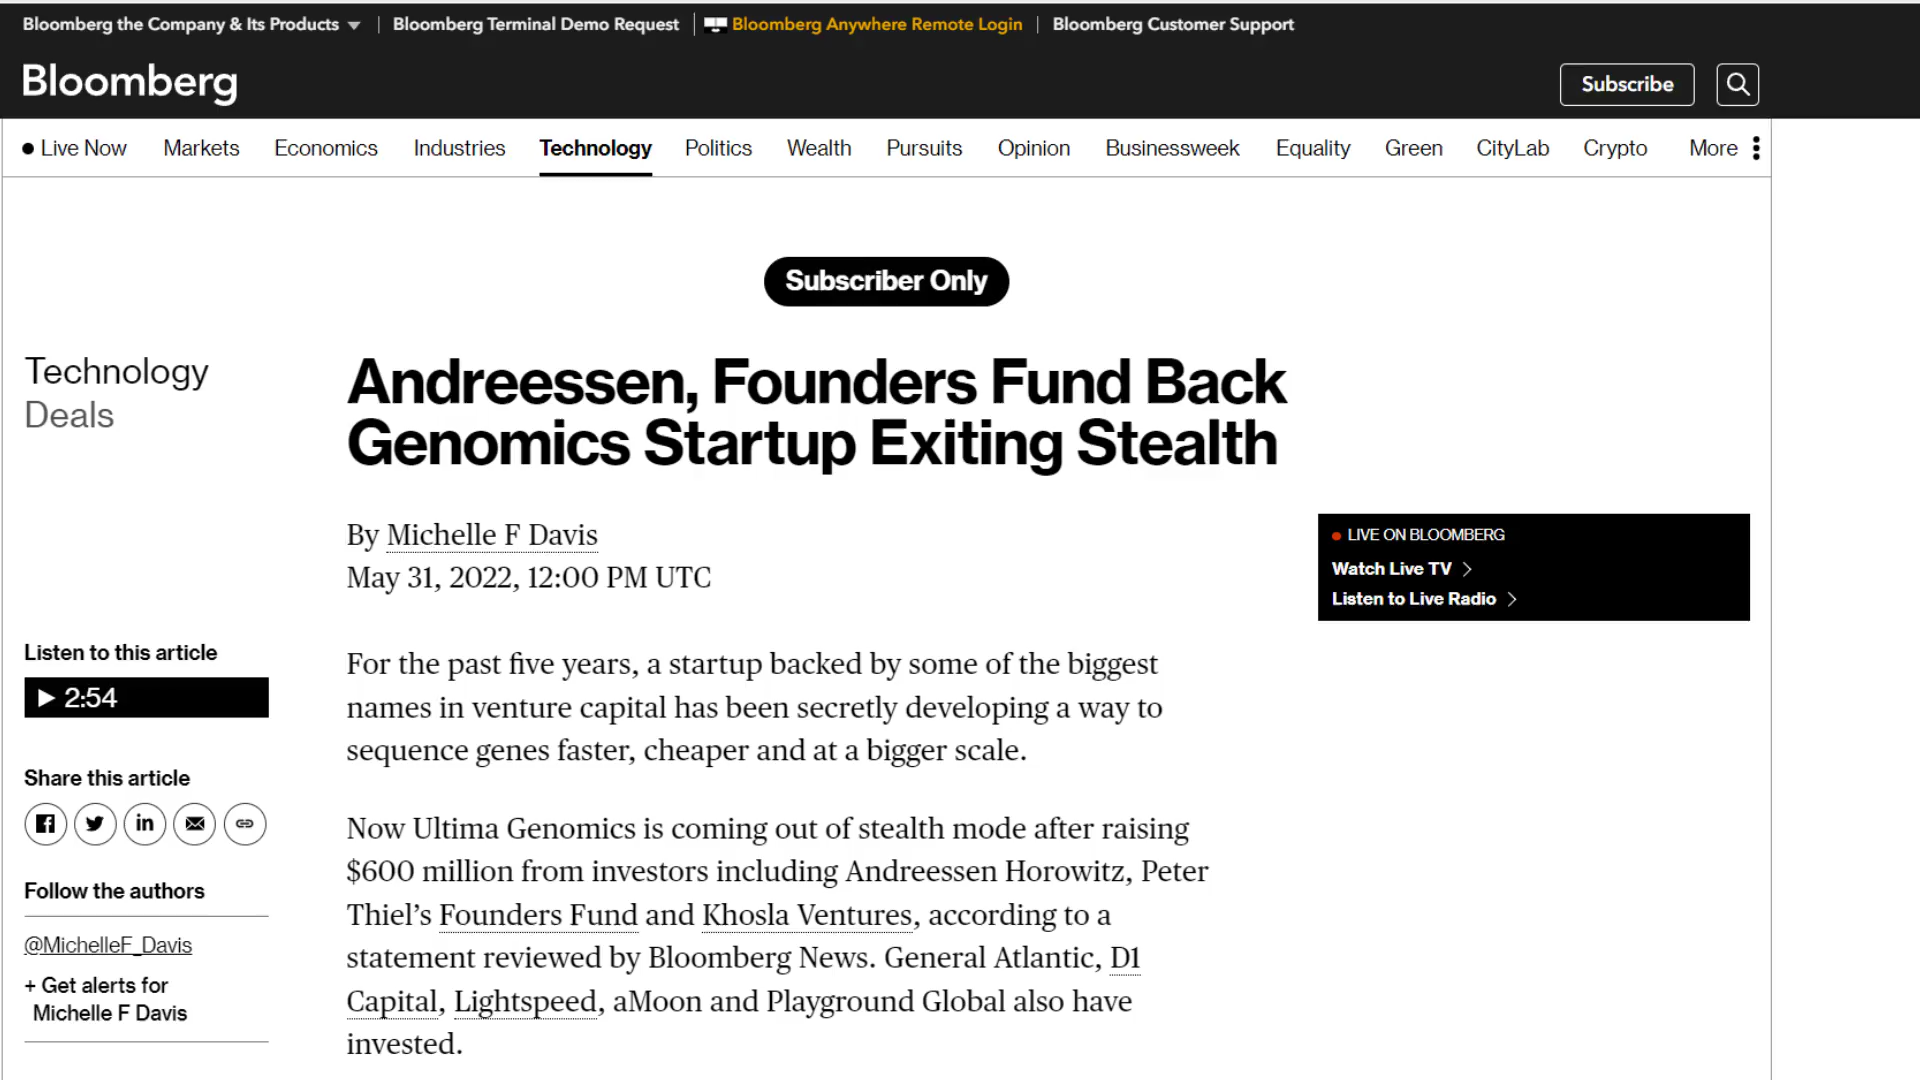 Bloomberg the Company & Its Products
Bloomberg Terminal Demo Request
Bloomberg Anywhere Remote Login
Bloomberg Customer Support
Bloomberg
Subscribe
Live Now
Markets
Economics
Industries
Technology
Politics
Wealth
Pursuits
Opinion
Businessweek
Equality
Green
CityLab
Crypto
More
Subscriber Only
Technology
Deals
Andreessen, Founders Fund Back
Genomics Startup Exiting Stealth
By Michelle F Davis
May 31, 2022, 12:00 PM UTC
LIVE ON BLOOMBERG
Watch Live TV
Listen to Live Radio
Listen to this article
2:54
Share this article
in
Follow the authors
@MichelleF_Davis
+ Get alerts for
Michelle F Davis
For the past five years, a startup backed by some of the biggest
names in venture capital has been secretly developing a way to
sequence genes faster, cheaper and at a bigger scale.
Now Ultima Genomics is coming out of stealth mode after raising
$600 million from investors including Andreessen Horowitz, Peter
Thiel’s Founders Fund and Khosla Ventures, according to a
statement reviewed by Bloomberg News. General Atlantic, D1
Capital, Lightspeed, aMoon and Playground Global also have
invested.